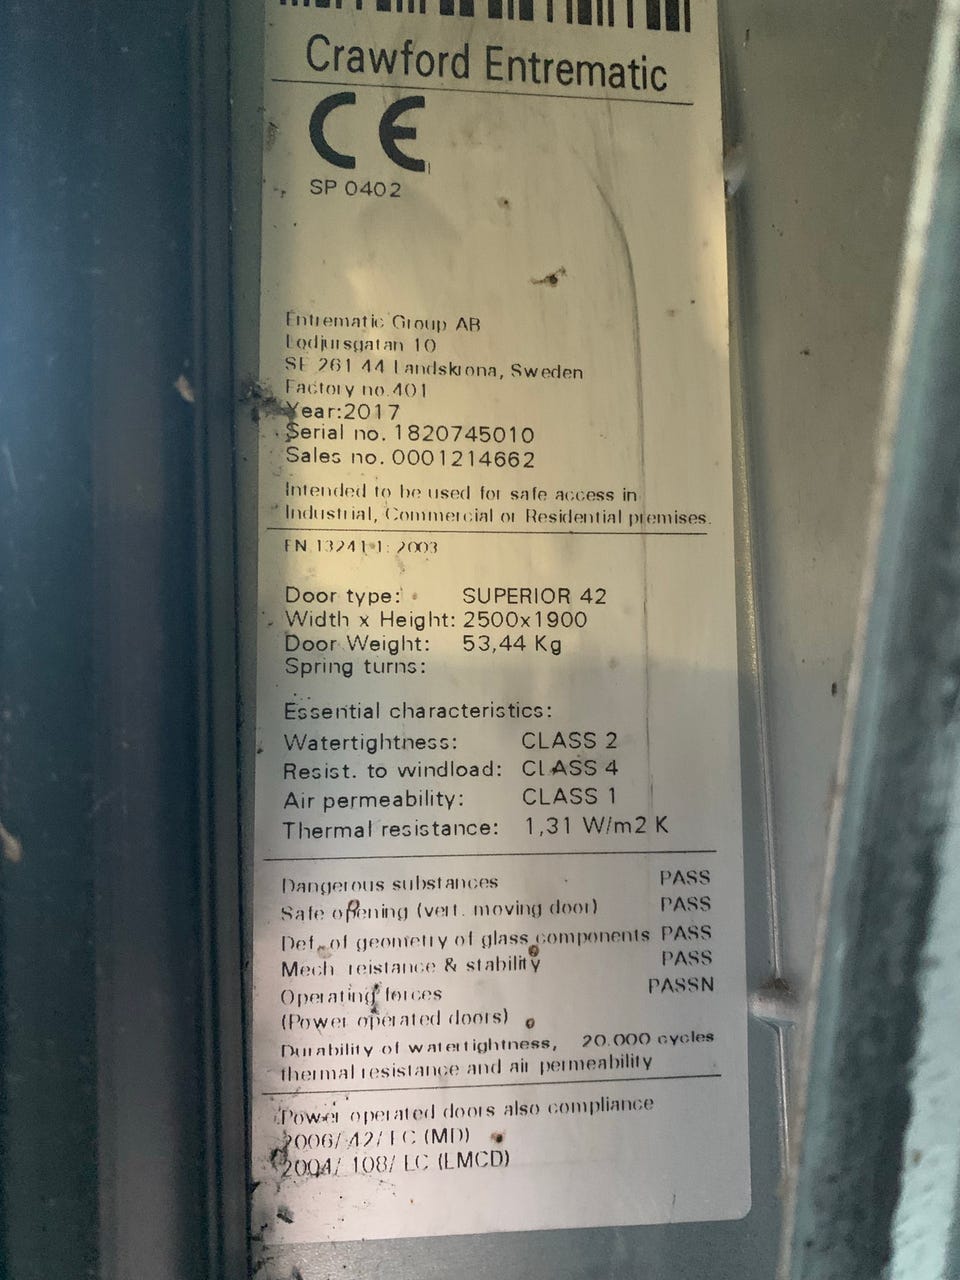 Crawford Entrematic
CE
SP 0402
Entrematic Group AB
Lodjursgatan 10
SE 261 44 Landskrona, Sweden
Factory no.401
Year:2017
Serial no. 1820745010
Sales no. 0001214662
Intended to be used for safe access in
Industrial, Commercial or Residential premises.
EN 13241-1: 2003
Door type: SUPERIOR 42
Width x Height: 2500x1900
Door Weight: 53,44 Kg
Spring turns:
Essential characteristics:
Watertightness: CLASS 2
Resist. to windload: CLASS 4
Air permeability: CLASS 1
Thermal resistance: 1,31 W/m2 K
Dangerous substances PASS
Safe opening (vert. moving door) PASS
Def. of geometry of glass components PASS
Mech. reistance & stability PASS
Operating forces PASSN
(Power operated doors)
Durability of watertightness, 20.000 cycles
thermal resistance and air permeability
Power operated doors also compliance
2006/ 42/ EC (MD)
2004/ 108/ EC (EMCD)